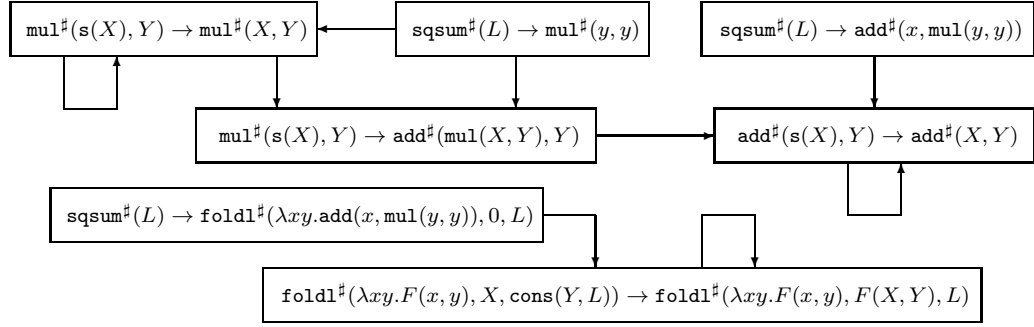 mul♯(s(X), Y) → mul♯(X, Y)
sqsum♯(L) → mul♯(y, y)
sqsum♯(L) → add♯(x, mul(y, y))
mul♯(s(X), Y) → add♯(mul(X, Y), Y)
add♯(s(X), Y) → add♯(X, Y)
sqsum♯(L) → foldl♯(λxy.add(x, mul(y, y)), 0, L)
foldl♯(λxy.F(x, y), X, cons(Y, L)) → foldl♯(λxy.F(x, y), F(X, Y), L)